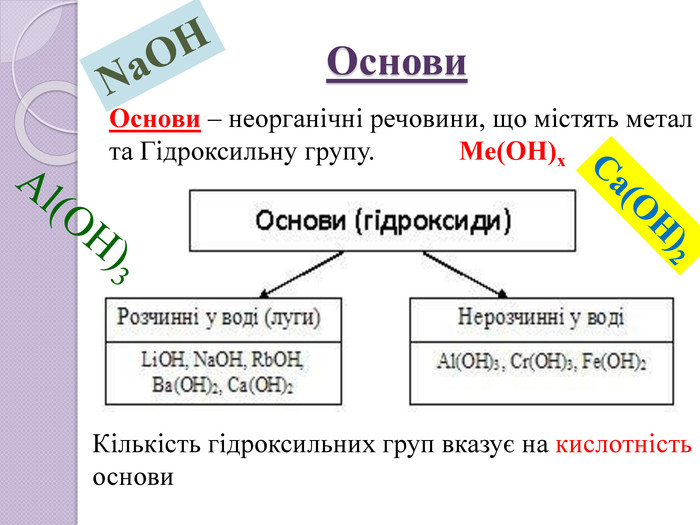 NaOH
Основи
Основи – неорганічні речовини, що містять метал
та Гідроксильну групу. Me(OH)ₓ
Al(OH)₃
Ca(OH)₂
Основи (гідроксиди)
Розчинні у воді (луги)
LiOH, NaOH, RbOH,
Ba(OH)₂, Ca(OH)₂
Нерозчинні у воді
Al(OH)₃, Cr(OH)₃, Fe(OH)₂
Кількість гідроксильних груп вказує на кислотність
основи